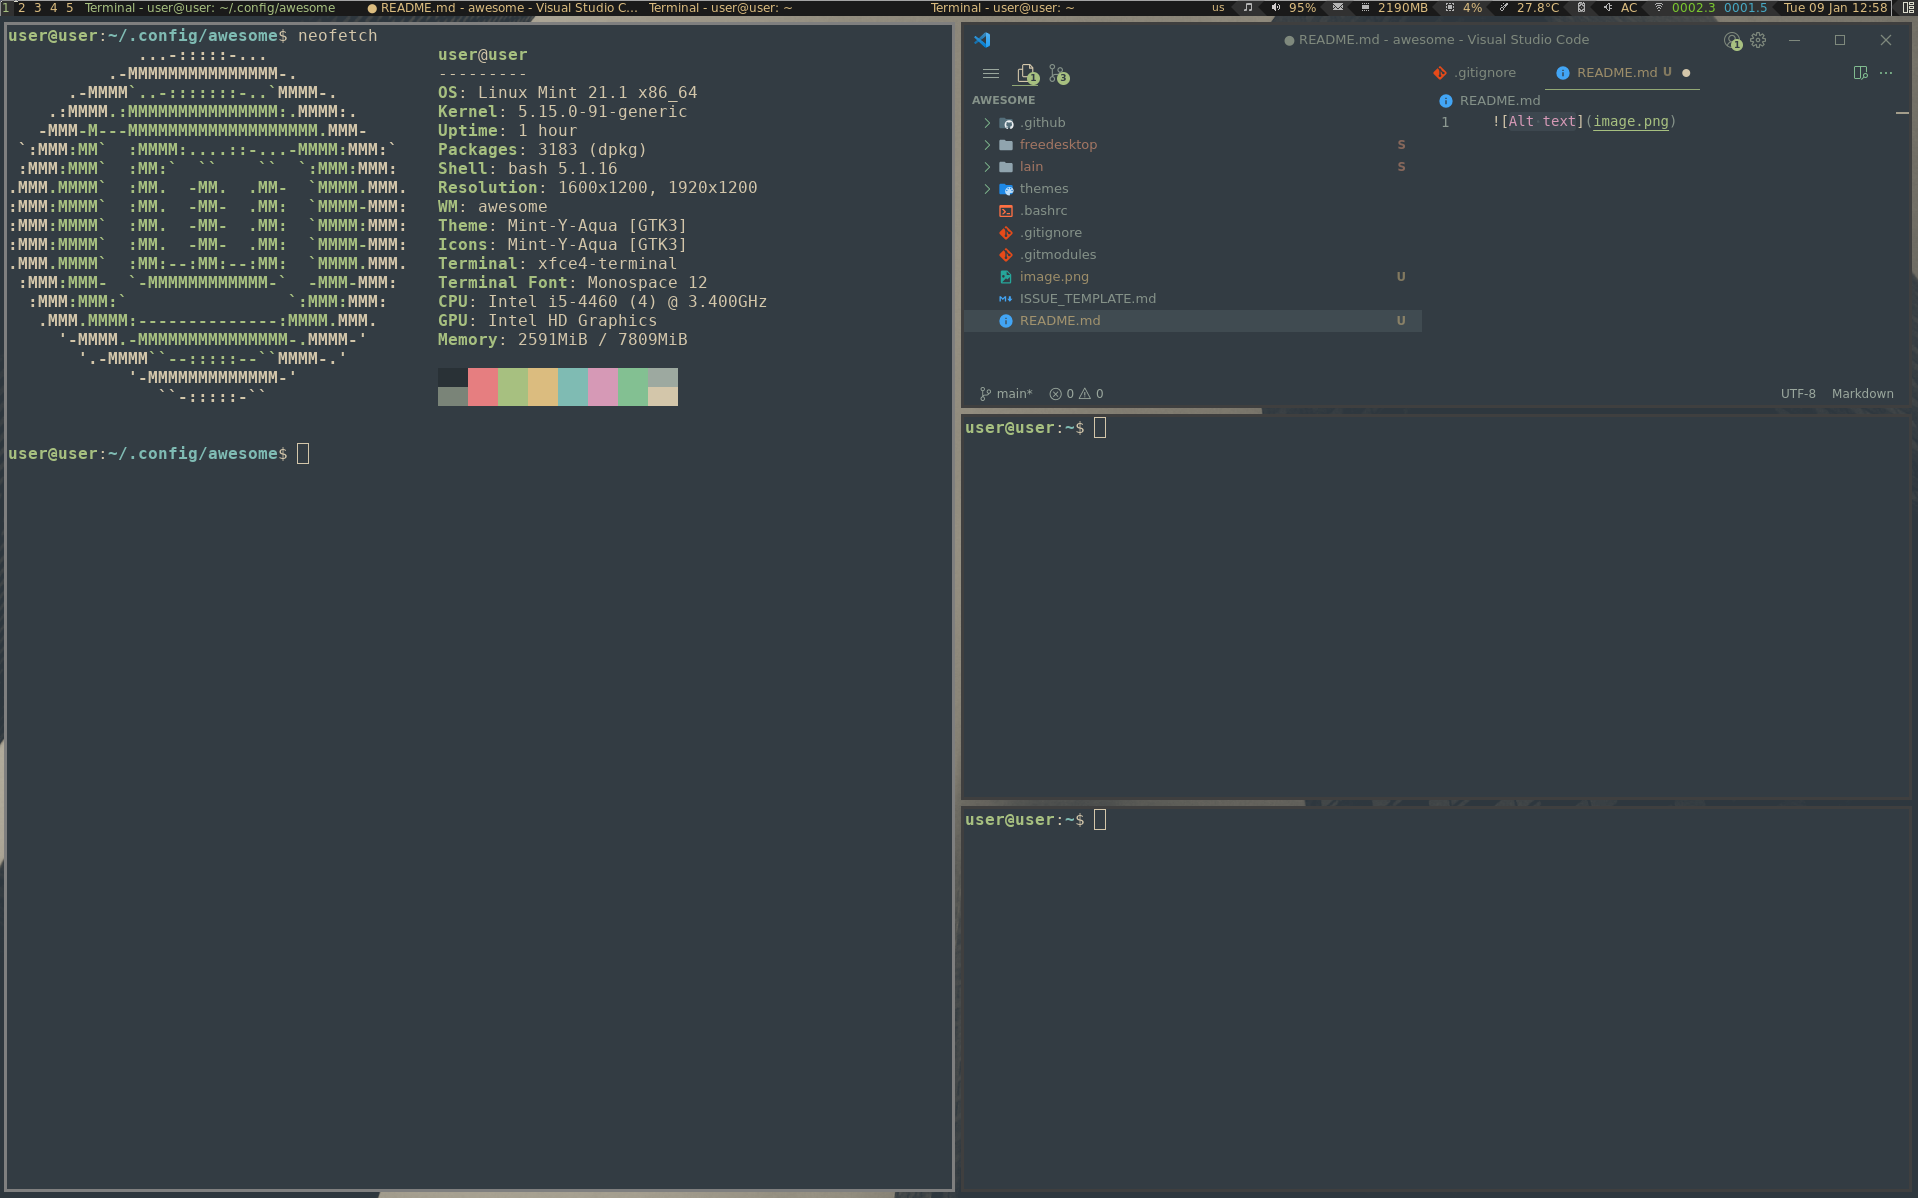 1 2 3 4 5 Terminal - user@user: ~/.config/awesome ● README.md - awesome - Visual Studio C... Terminal - user@user: ~ Terminal - user@user: ~ us 95% 2190MB 4% 27.8°C AC 0002.3 0001.5 Tue 09 Jan 12:58
user@user:~/.config/awesome$ neofetch
...-:::::-...
.-MMMMMMMMMMMMMMM-.
.-MMMM`..-:::::::-..`MMMM-.
.:MMMM.:MMMMMMMMMMMMMMM:.MMMM:.
-MMM-M---MMMMMMMMMMMMMMMMMMM.MMM-
`:MMM:MM`  :MMMM:....::-...-MMMM:MMM:`
:MMM:MMM`  :MM:`  ``    ``  `:MMM:MMM:
.MMM.MMMM`  :MM.  -MM.  .MM-  `MMMM.MMM.
:MMM:MMMM`  :MM.  -MM-  .MM:  `MMMM-MMM:
:MMM:MMMM`  :MM.  -MM-  .MM:  `MMMM:MMM:
:MMM:MMMM`  :MM.  -MM-  .MM:  `MMMM-MMM:
.MMM.MMMM`  :MM:--:MM:--:MM:  `MMMM.MMM.
:MMM:MMM-  `-MMMMMMMMMMMM-`  -MMM-MMM:
:MMM:MMM:`                `:MMM:MMM:
.MMM.MMMM:--------------:MMMM.MMM.
'-MMMM.-MMMMMMMMMMMMMMM-.MMMM-'
'.-MMMM``--:::::--``MMMM-.'
'-MMMMMMMMMMMMM-'
``-:::::-``
user@user
---------
OS: Linux Mint 21.1 x86_64
Kernel: 5.15.0-91-generic
Uptime: 1 hour
Packages: 3183 (dpkg)
Shell: bash 5.1.16
Resolution: 1600x1200, 1920x1200
WM: awesome
Theme: Mint-Y-Aqua [GTK3]
Icons: Mint-Y-Aqua [GTK3]
Terminal: xfce4-terminal
Terminal Font: Monospace 12
CPU: Intel i5-4460 (4) @ 3.400GHz
GPU: Intel HD Graphics
Memory: 2591MiB / 7809MiB
user@user:~/.config/awesome$
● README.md - awesome - Visual Studio Code 1
1 3 .gitignore README.md U ●
AWESOME
README.md
1 ![Alt text](image.png)
.github
freedesktop S
lain S
themes
.bashrc
.gitignore
.gitmodules
image.png U
ISSUE_TEMPLATE.md
README.md U
main* 0 0 UTF-8 Markdown
user@user:~$
user@user:~$